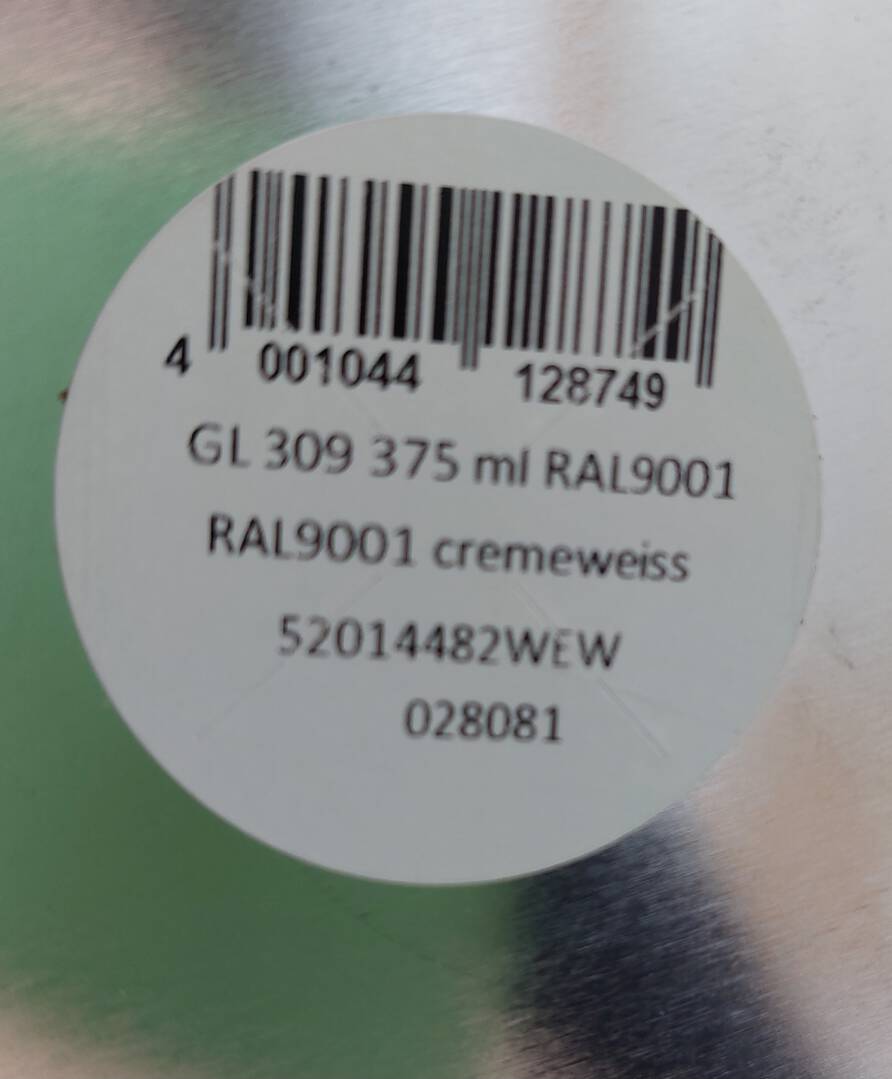 4 001044 128749
GL 309 375 ml RAL9001
RAL9001 cremeweiss
52014482WEW
028081